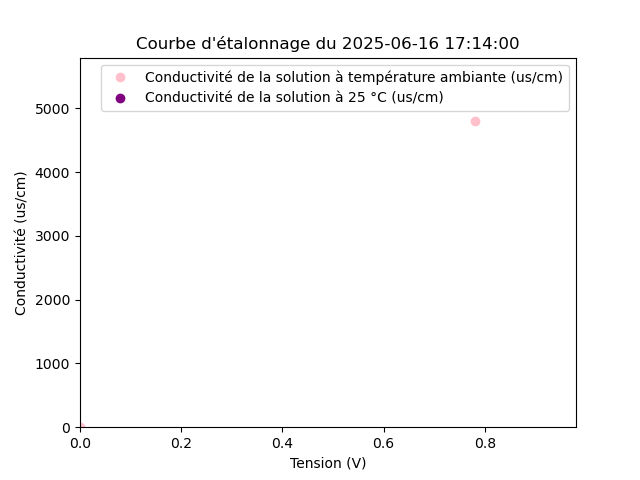 Courbe d'étalonnage du 2025-06-16 17:14:00
Conductivité de la solution à température ambiante (us/cm)
Conductivité de la solution à 25 °C (us/cm)
Conductivité (us/cm)
5000
4000
3000
2000
1000
0
0.0 0.2 0.4 0.6 0.8
Tension (V)